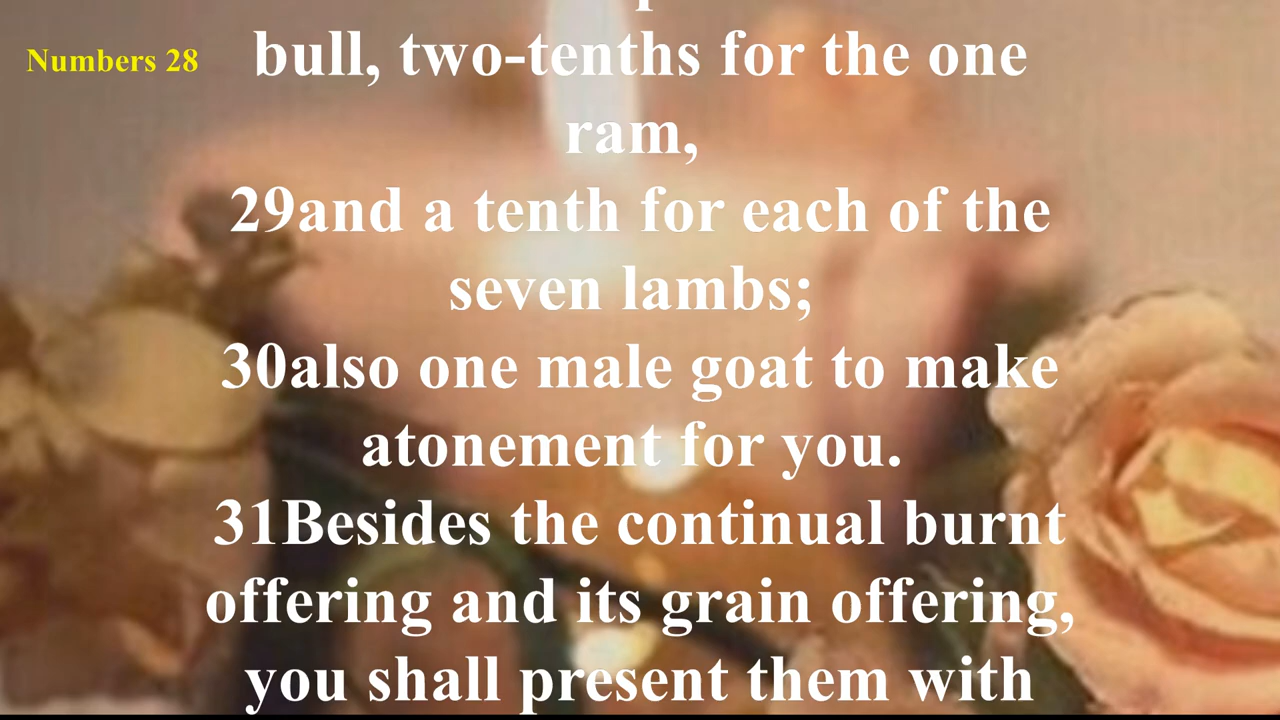 Numbers 28
bull, two-tenths for the one
ram,
29and a tenth for each of the
seven lambs;
30also one male goat to make
atonement for you.
31Besides the continual burnt
offering and its grain offering,
you shall present them with